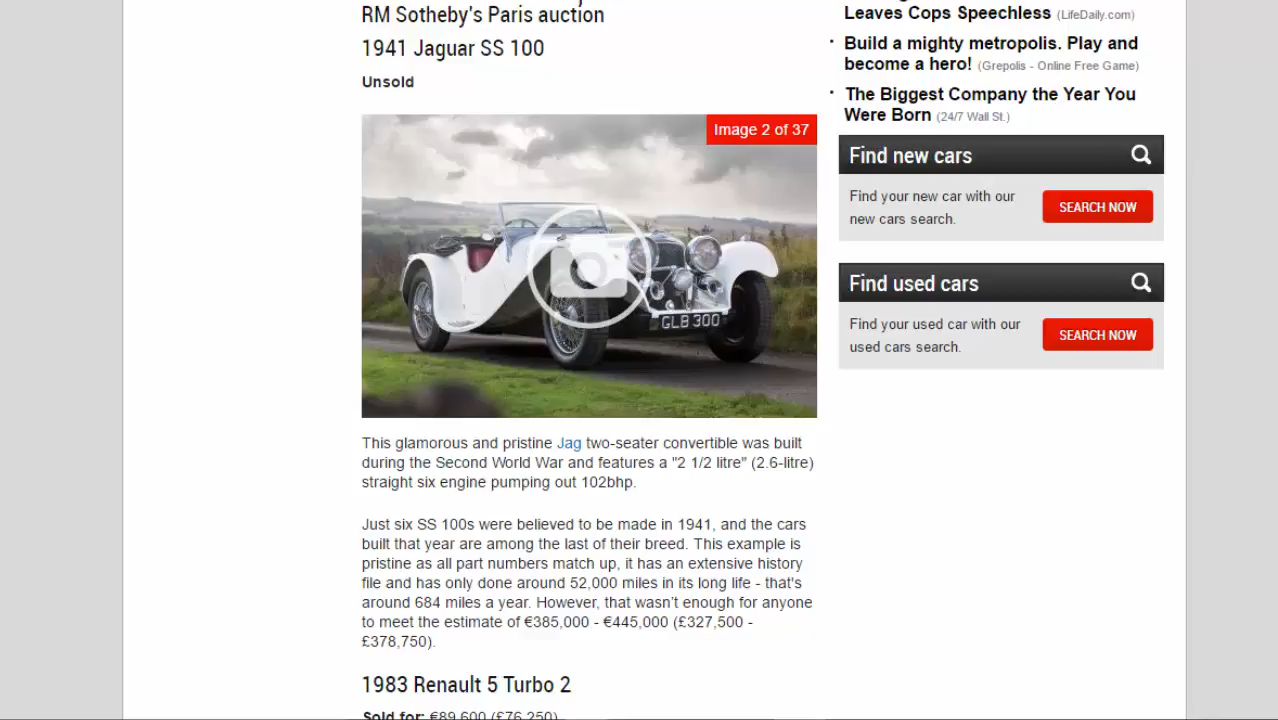 RM Sotheby's Paris auction
1941 Jaguar SS 100
Unsold
Image 2 of 37
GLB 300
This glamorous and pristine Jag two-seater convertible was built
during the Second World War and features a "2 1/2 litre" (2.6-litre)
straight six engine pumping out 102bhp.
Just six SS 100s were believed to be made in 1941, and the cars
built that year are among the last of their breed. This example is
pristine as all part numbers match up, it has an extensive history
file and has only done around 52,000 miles in its long life - that's
around 684 miles a year. However, that wasn't enough for anyone
to meet the estimate of €385,000 - €445,000 (£327,500 -
£378,750).
1983 Renault 5 Turbo 2
Sold for: €89,600 (£76,250)
Leaves Cops Speechless (LifeDaily.com)
· Build a mighty metropolis. Play and
become a hero! (Grepolis - Online Free Game)
· The Biggest Company the Year You
Were Born (24/7 Wall St.)
Find new cars
Find your new car with our
new cars search.
SEARCH NOW
Find used cars
Find your used car with our
used cars search.
SEARCH NOW